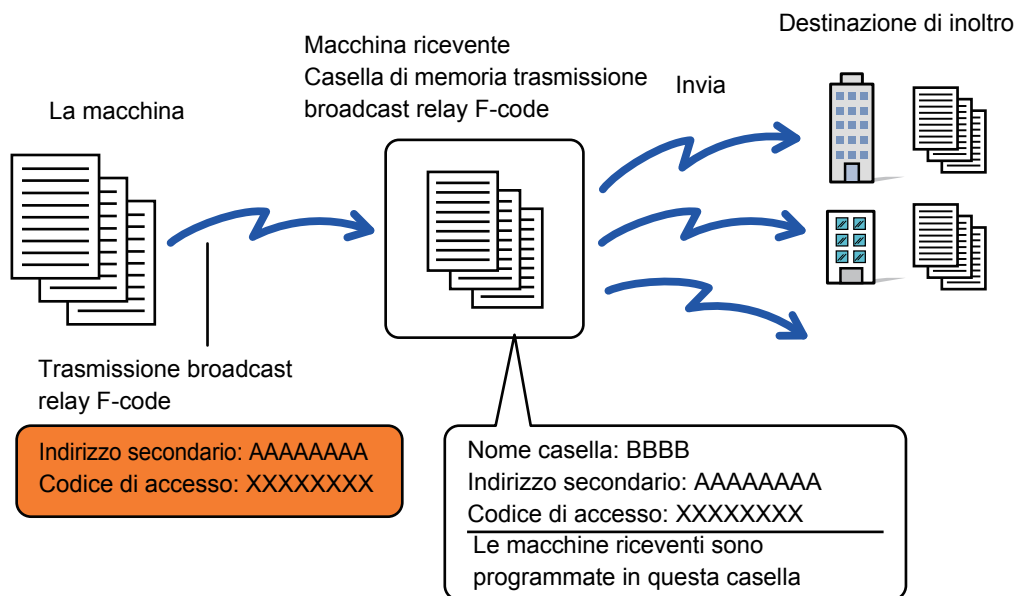 Destinazione di inoltro
Macchina ricevente
Casella di memoria trasmissione
broadcast relay F-code
Invia
La macchina
Trasmissione broadcast
relay F-code
Indirizzo secondario: AAAAAAAA
Codice di accesso: XXXXXXXX
Nome casella: BBBB
Indirizzo secondario: AAAAAAAA
Codice di accesso: XXXXXXXX
Le macchine riceventi sono
programmate in questa casella